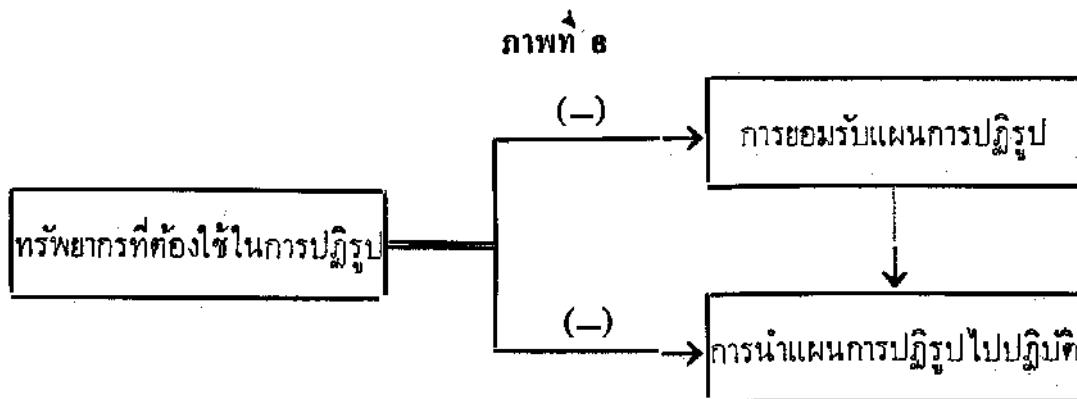 ภาพที่
(–)
การยอมรับแผนการปฏิรูป
ทรัพยากรที่ต้องใช้ในการปฏิรูป
(–)
การนำแผนการปฏิรูปไปปฏิบัติ